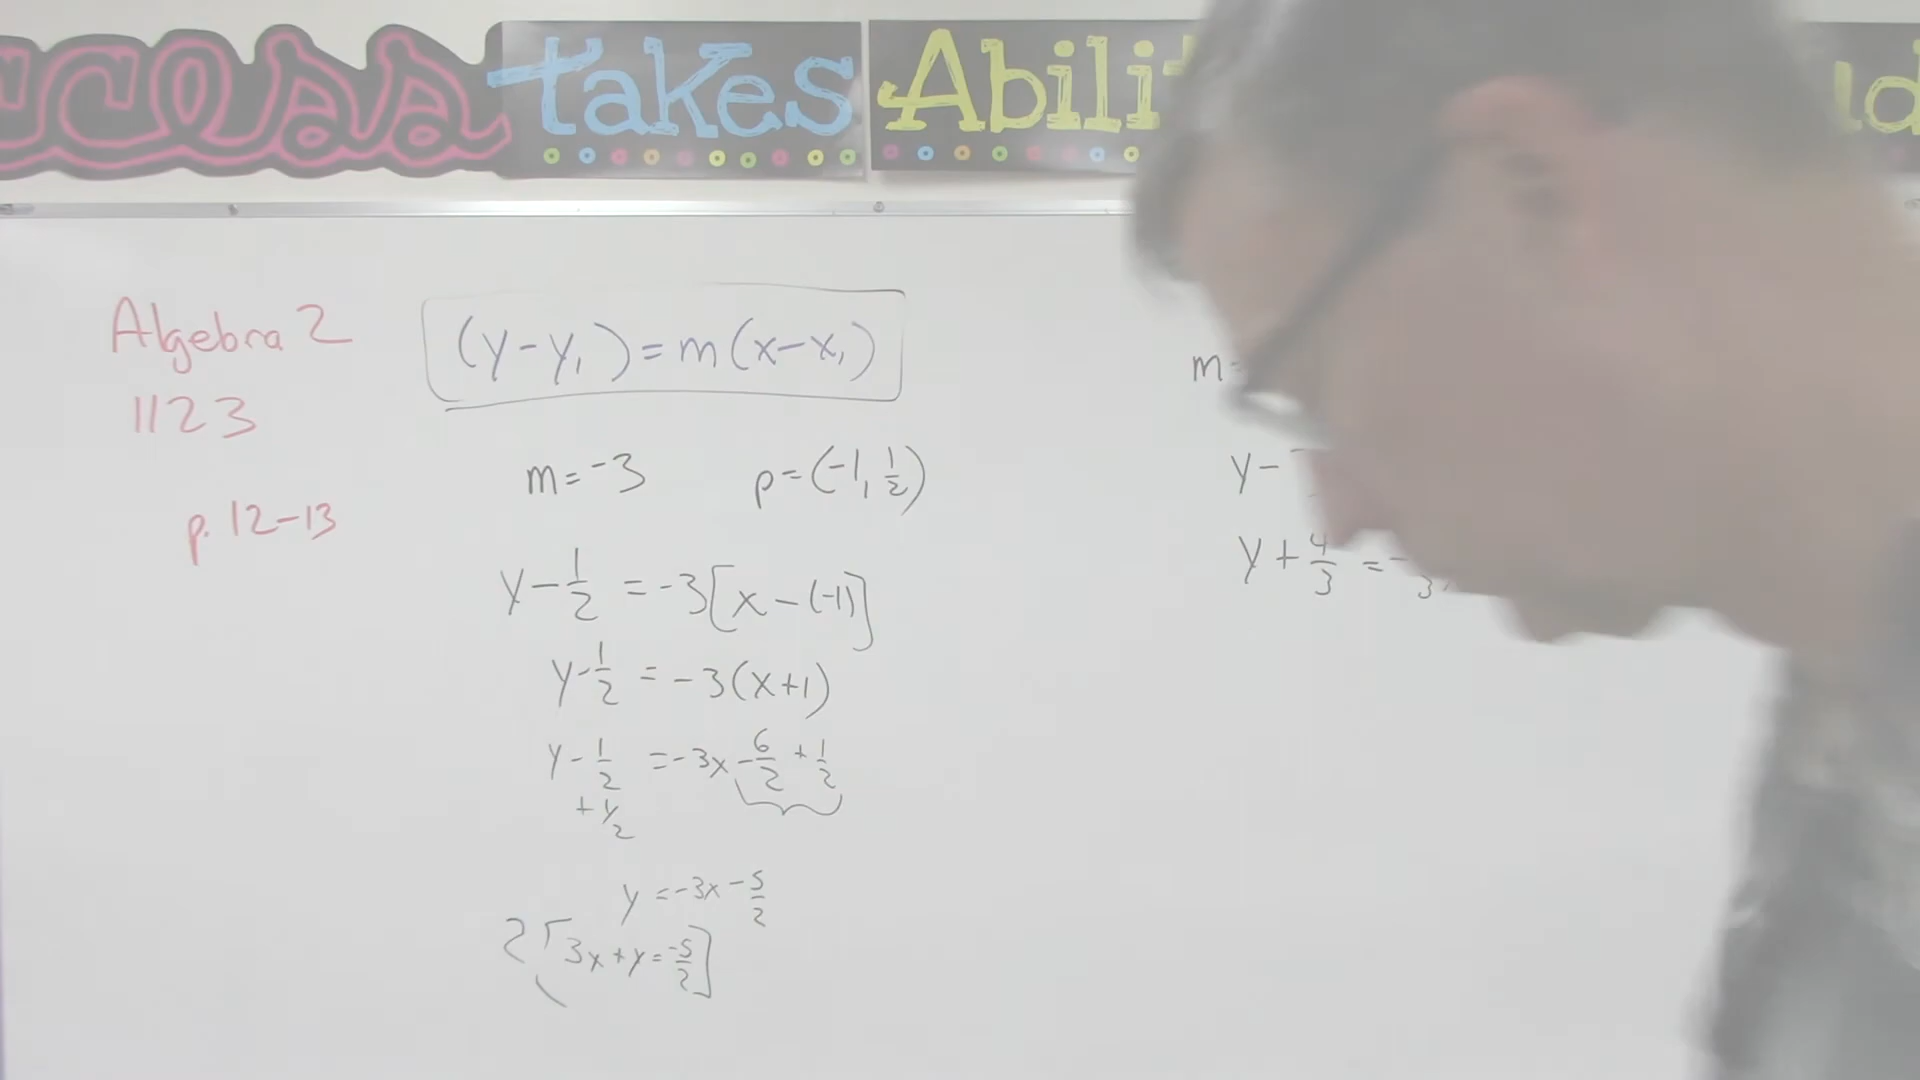 takes
Algebra 2
1123
p. 12-13
(y-y₁)=m(x-x₁)
m=-3 p=(-1, 1/2)
y-1/2 = -3[x-(-1)]
y-1/2 = -3(x+1)
y-1/2 = -3x -6/2 + 1/2
+1/2
y = -3x - 5/2
2[3x+y = -5/2]
m=
y-
y+4/3 = -